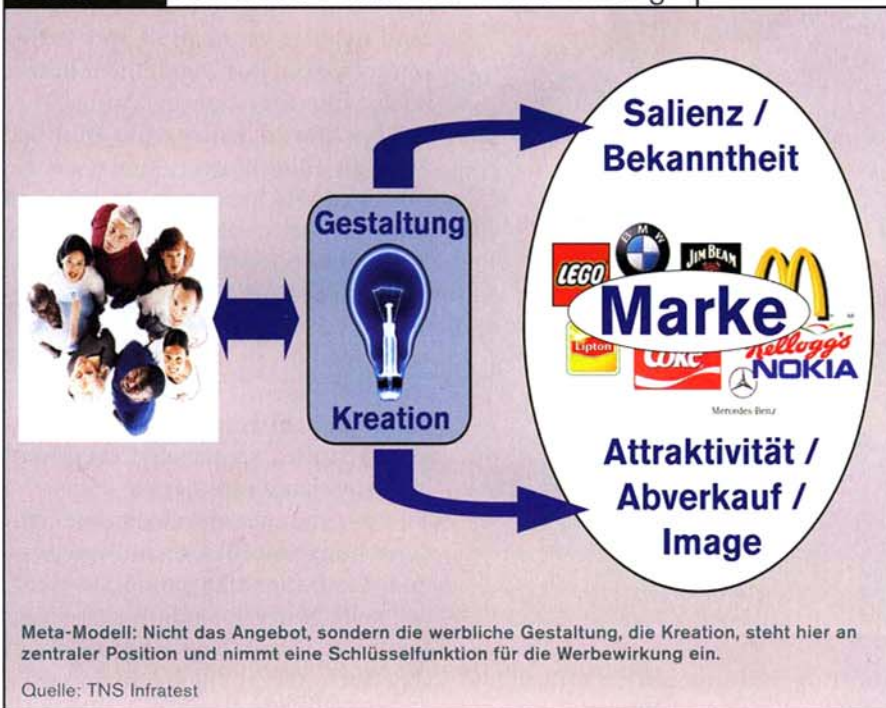 Salienz /
Bekanntheit
Gestaltung
Kreation
LEGO
BMW
JIM BEAM
Marke
Lipton
Coke
Kellogg's
NOKIA
Mercedes-Benz
Attraktivität /
Abverkauf /
Image
Meta-Modell: Nicht das Angebot, sondern die werbliche Gestaltung, die Kreation, steht hier an
zentraler Position und nimmt eine Schlüsselfunktion für die Werbewirkung ein.
Quelle: TNS Infratest